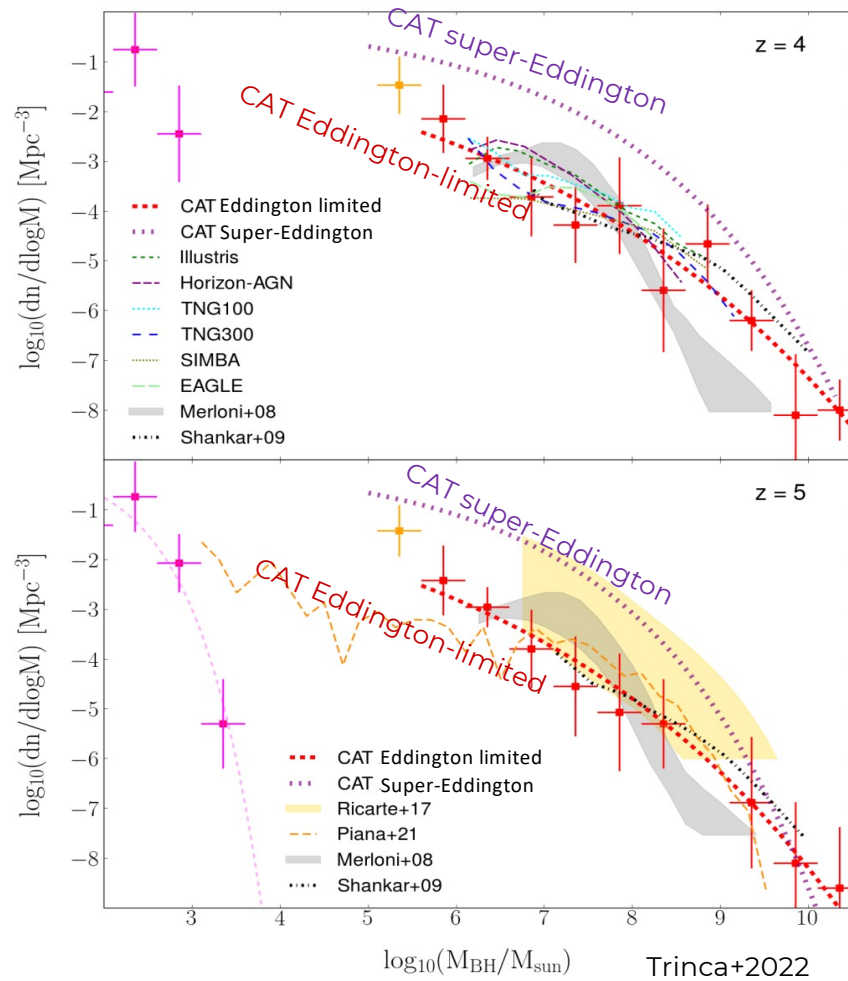 z = 4
CAT super-Eddington
CAT Eddington-limited
log₁₀(dn/dlogM) [Mpc⁻³]
−1
−2
−3
−4
−5
−6
−7
−8
CAT Eddington limited
CAT Super-Eddington
Illustris
Horizon-AGN
TNG100
TNG300
SIMBA
EAGLE
Merloni+08
Shankar+09
z = 5
CAT super-Eddington
CAT Eddington-limited
log₁₀(dn/dlogM) [Mpc⁻³]
−1
−2
−3
−4
−5
−6
−7
−8
CAT Eddington limited
CAT Super-Eddington
Ricarte+17
Piana+21
Merloni+08
Shankar+09
3 4 5 6 7 8 9 10
log₁₀(M_BH/M_sun)
Trinca+2022